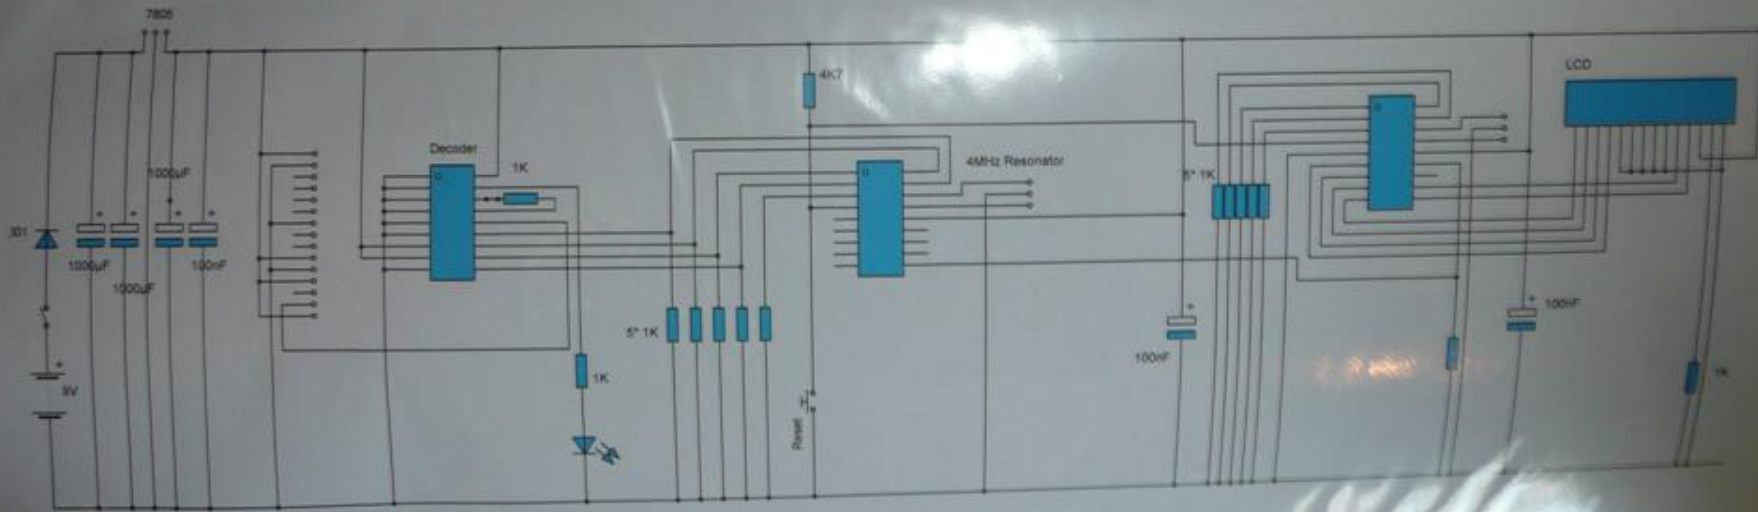 7805
LCD
4K7
Decoder
1K
4MHz Resonator
1000µF
5* 1K
1000µF
100nF
1000µF
100nF
5* 1K
100nF
1K
1K
9V
Reset